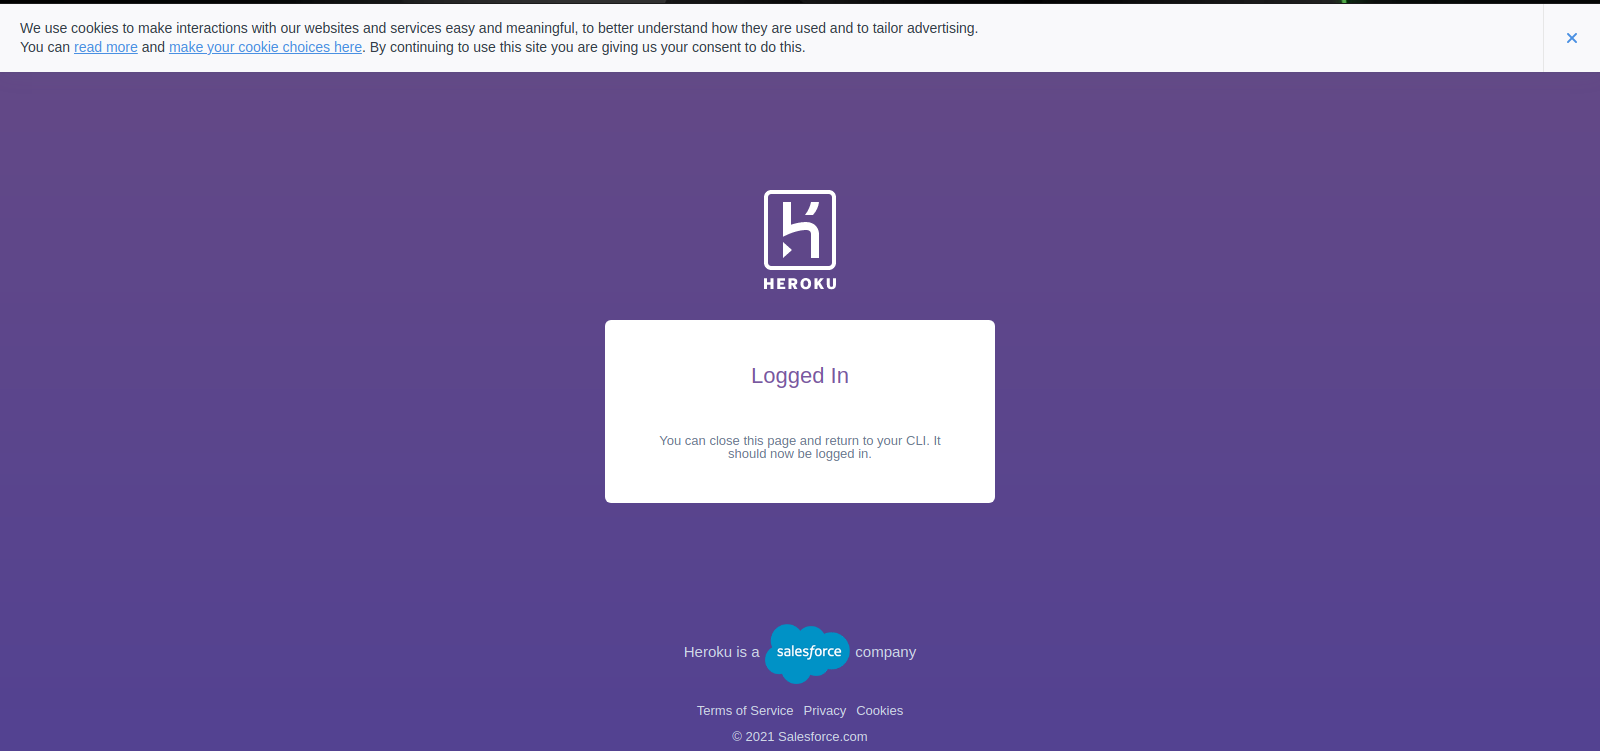 We use cookies to make interactions with our websites and services easy and meaningful, to better understand how they are used and to tailor advertising.
You can read more and make your cookie choices here. By continuing to use this site you are giving us your consent to do this.
HEROKU
Logged In
You can close this page and return to your CLI. It
should now be logged in.
Heroku is a salesforce company
Terms of Service Privacy Cookies
© 2021 Salesforce.com